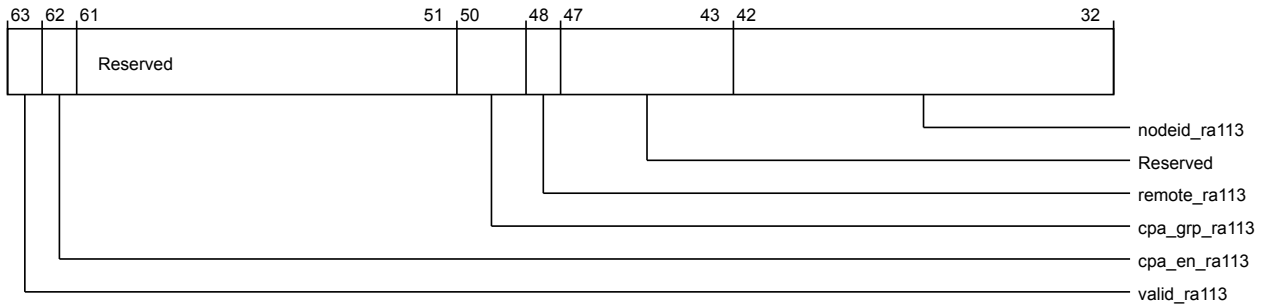 63 62 61 51 50 48 47 43 42 32
Reserved
nodeid_ra113
Reserved
remote_ra113
cpa_grp_ra113
cpa_en_ra113
valid_ra113